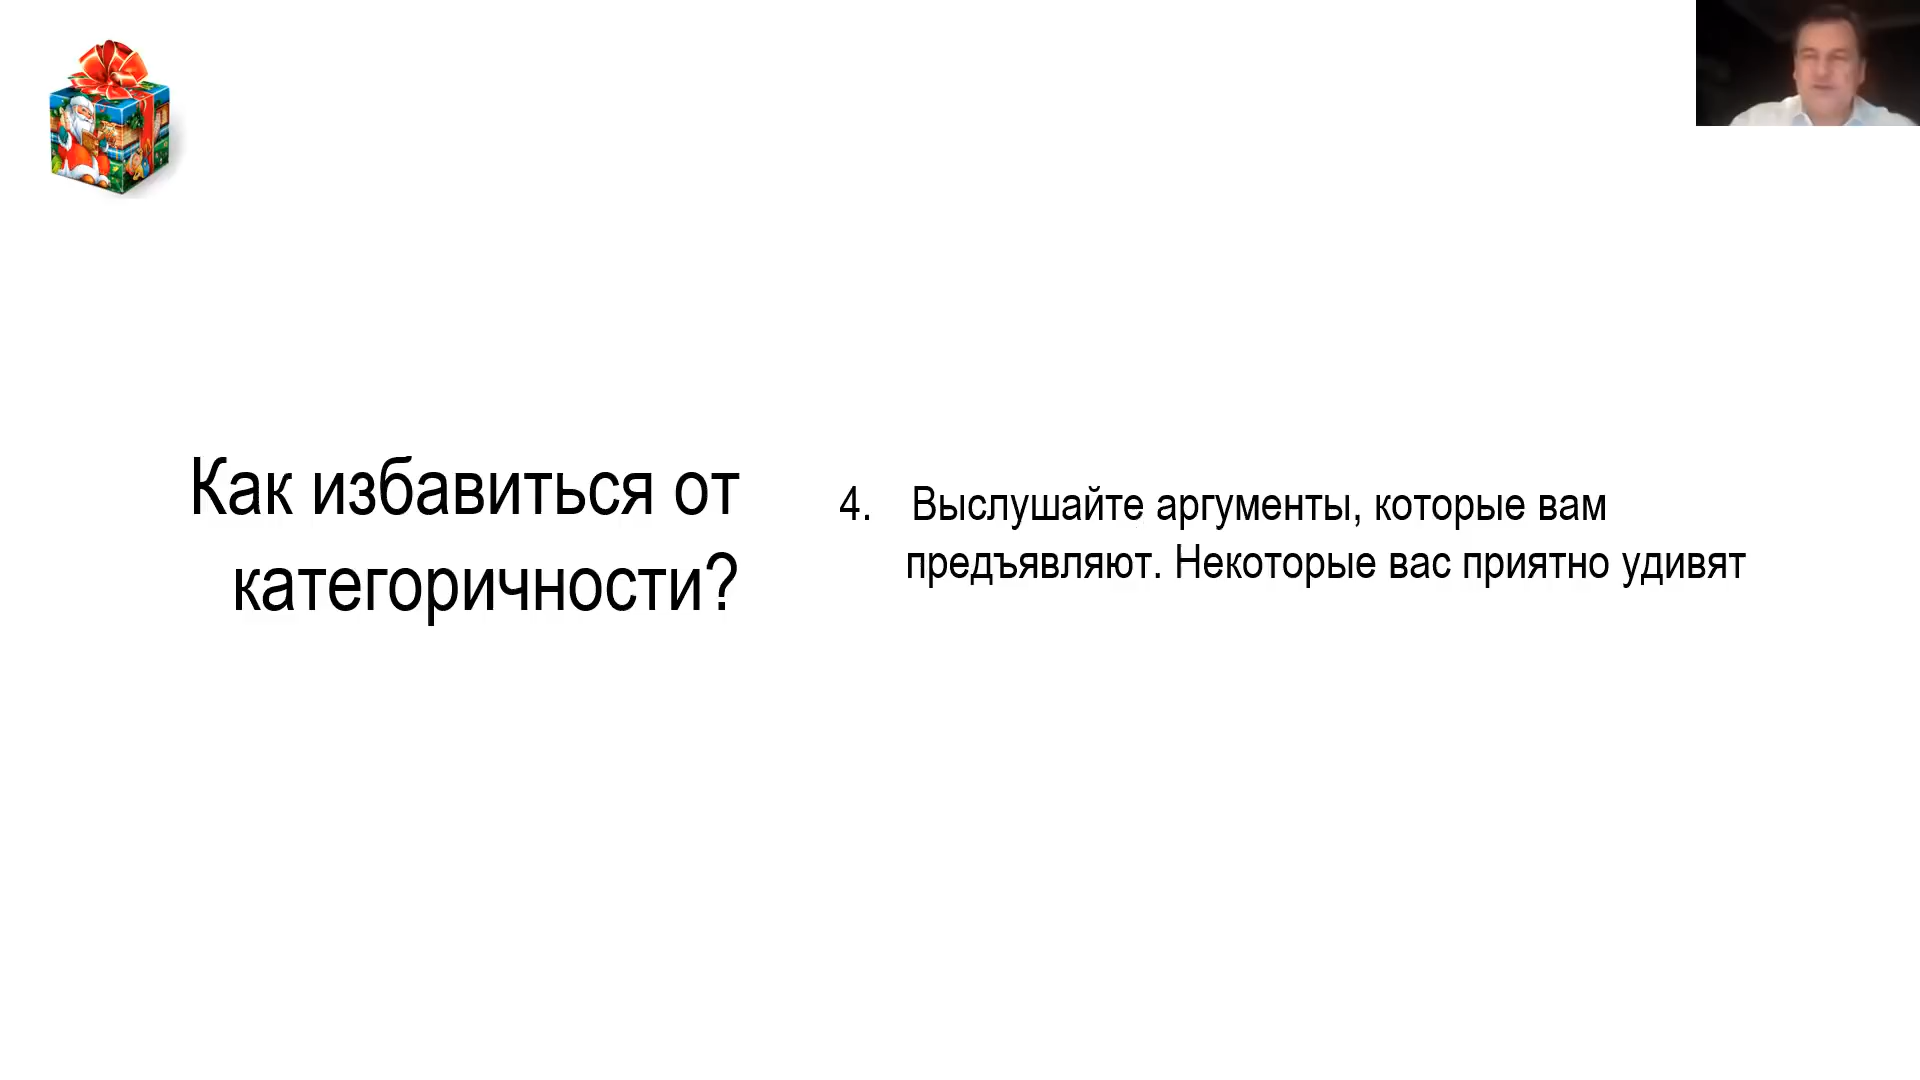 Как избавиться от
категоричности?
4. Выслушайте аргументы, которые вам
предъявляют. Некоторые вас приятно удивят